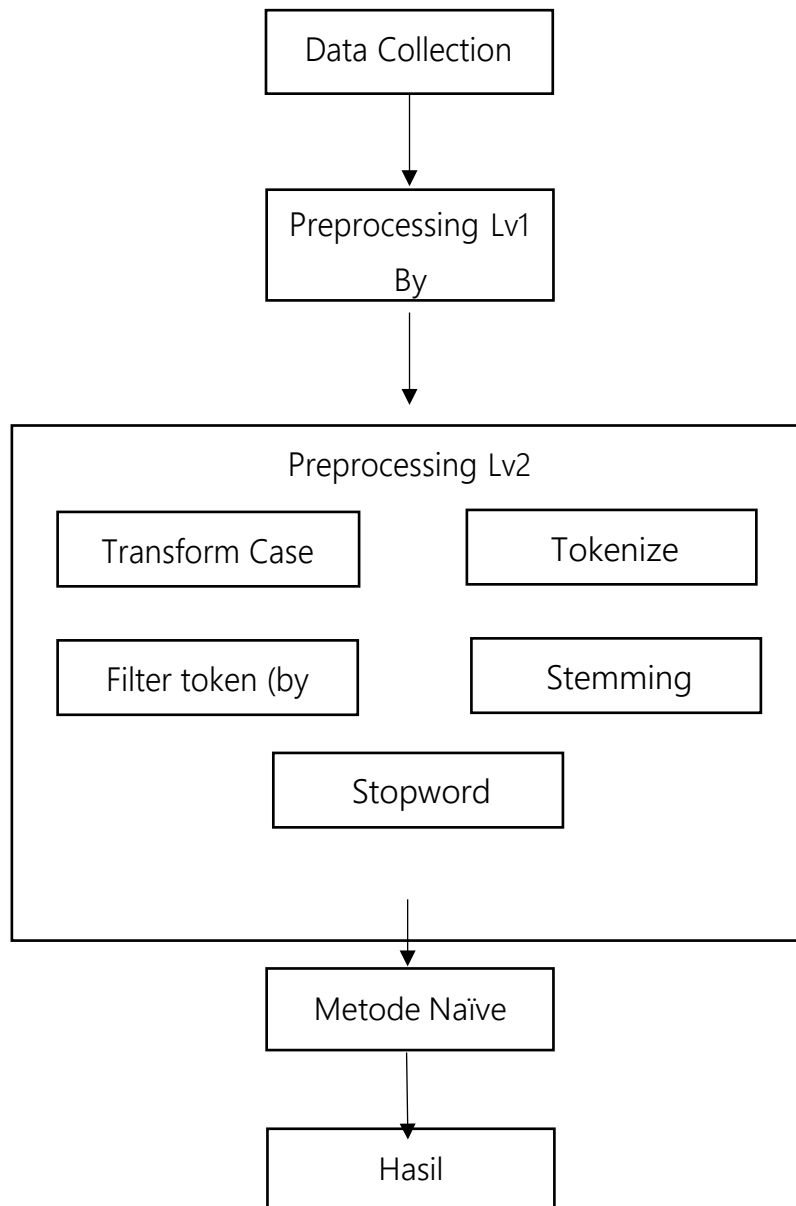 Data Collection
Preprocessing Lv1
By
Preprocessing Lv2
Transform Case
Tokenize
Filter token (by
Stemming
Stopword
Metode Naïve
Hasil